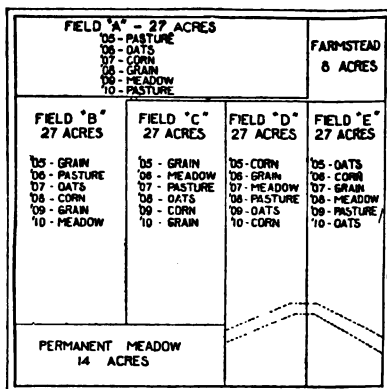 FIELD "A" - 27 ACRES
'05 - PASTURE
'06 - OATS
'07 - CORN
'08 - GRAIN
'09 - MEADOW
'10 - PASTURE
FARMSTEAD
8 ACRES
FIELD "B"
27 ACRES
'05 - GRAIN
'06 - PASTURE
'07 - OATS
'08 - CORN
'09 - GRAIN
'10 - MEADOW
FIELD "C"
27 ACRES
'05 - GRAIN
'06 - MEADOW
'07 - PASTURE
'08 - OATS
'09 - CORN
'10 - GRAIN
FIELD "D"
27 ACRES
'05 - CORN
'06 - GRAIN
'07 - MEADOW
'08 - PASTURE
'09 - OATS
'10 - CORN
FIELD "E"
27 ACRES
'05 - OATS
'06 - CORN
'07 - GRAIN
'08 - MEADOW
'09 - PASTURE
'10 - OATS
PERMANENT MEADOW
14 ACRES